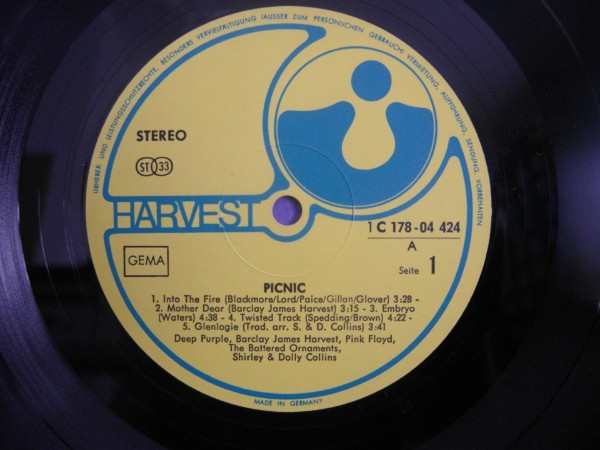 URHEBER- UND LEISTUNGSSCHUTZRECHTE, BESONDERS VERVIELFÄLTIGUNG (AUSSER ZUM PERSÖNLICHEN GEBRAUCH) VERMIETUNG, AUFFÜHRUNG, SENDUNG, VORBEHALTEN
STEREO
ST 33
HARVEST
1 C 178-04 424
A
GEMA
Seite 1
PICNIC
1. Into The Fire (Blackmore/Lord/Paice/Gillan/Glover) 3:28 -
2. Mother Dear (Barclay James Harvest) 3:15 - 3. Embryo
(Waters) 4:38 - 4. Twisted Track (Spedding/Brown) 4:22 -
5. Glenlogie (Trad. arr. S. & D. Collins) 3:41
Deep Purple, Barclay James Harvest, Pink Floyd,
The Battered Ornaments,
Shirley & Dolly Collins
MADE IN GERMANY